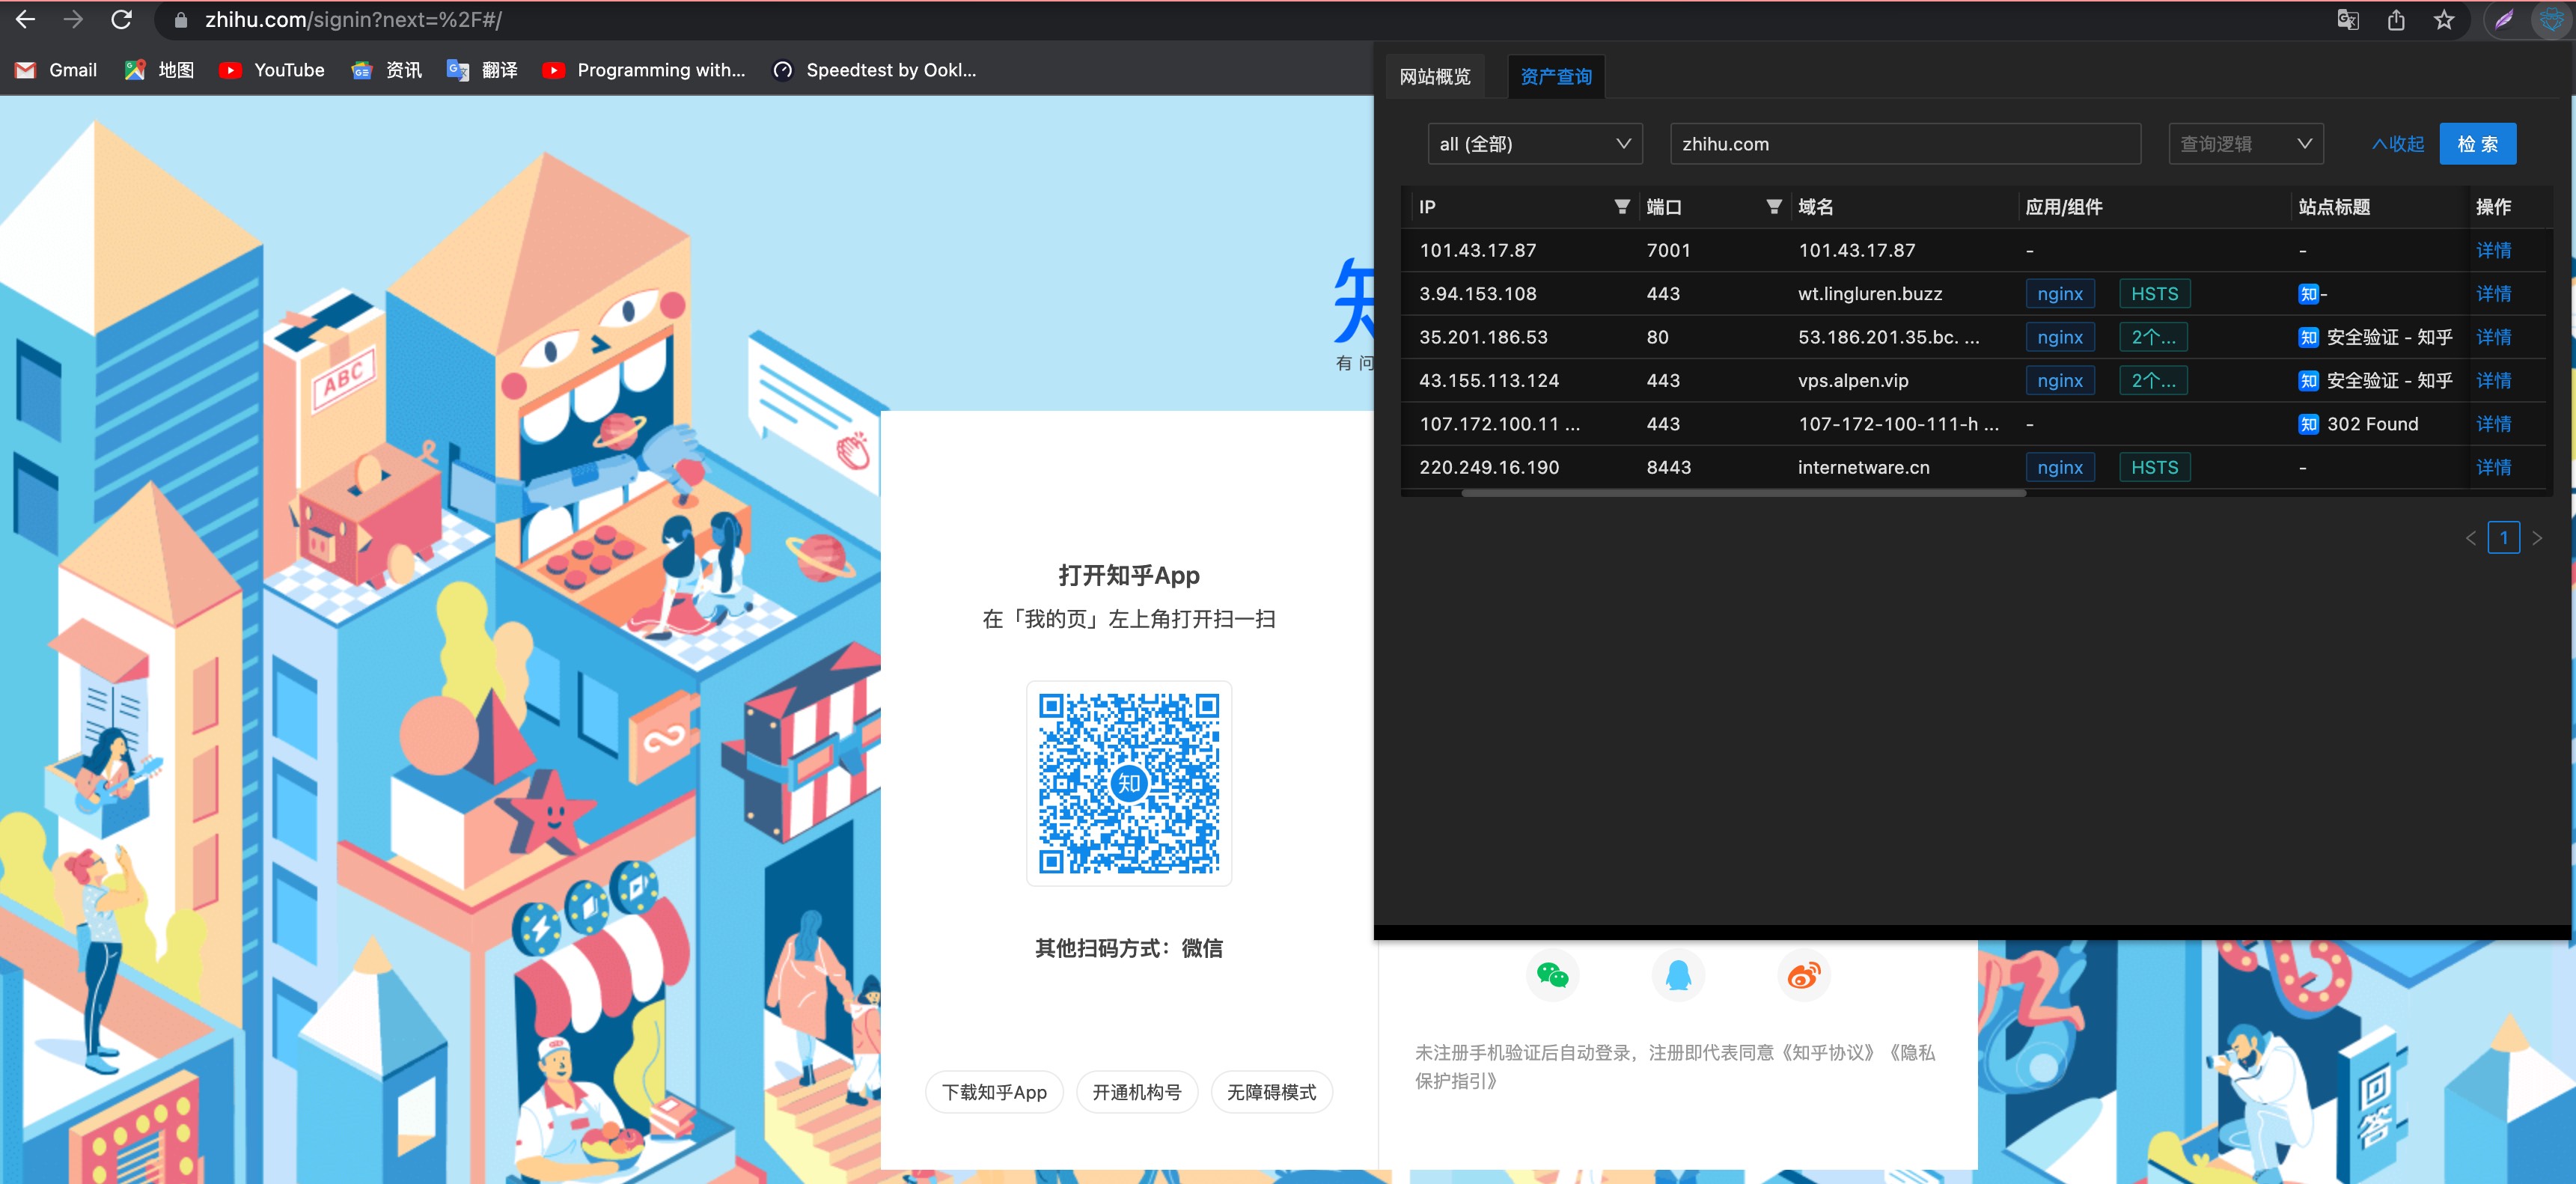 zhihu.com/signin?next=%2F#/
Gmail 地图 YouTube 资讯 翻译 Programming with... Speedtest by Ookl...
网站概览 资产查询
all (全部) zhihu.com 查询逻辑 收起 检 索
IP 端口 域名 应用/组件 站点标题 操作
101.43.17.87 7001 101.43.17.87 - - 详情
3.94.153.108 443 wt.lingluren.buzz nginx HSTS 知 - 详情
35.201.186.53 80 53.186.201.35.bc. ... nginx 2个... 知 安全验证 - 知乎 详情
43.155.113.124 443 vps.alpen.vip nginx 2个... 知 安全验证 - 知乎 详情
107.172.100.11 ... 443 107-172-100-111-h ... - 知 302 Found 详情
220.249.16.190 8443 internetware.cn nginx HSTS - 详情
< 1 >
ABC
有问
打开知乎App
在「我的页」左上角打开扫一扫
知
其他扫码方式：微信
下载知乎App 开通机构号 无障碍模式
未注册手机验证后自动登录，注册即代表同意《知乎协议》《隐私
保护指引》
回答